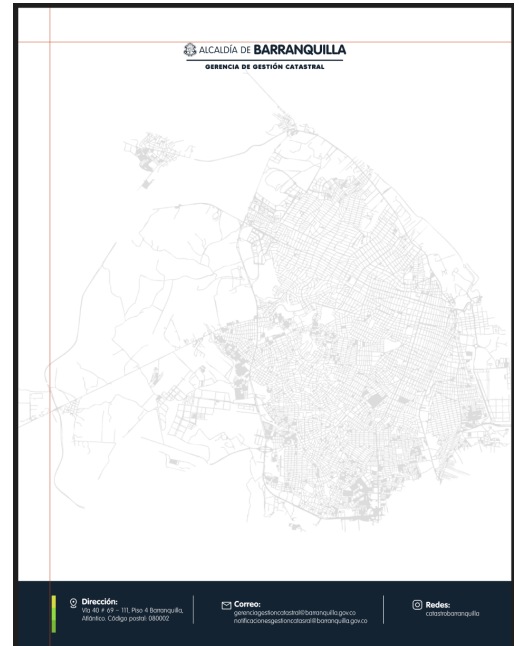 ALCALDÍA DE BARRANQUILLA
GERENCIA DE GESTIÓN CATASTRAL
Dirección:
Vía 40 # 69 – 111, Piso 4 Barranquilla,
Atlántico. Código postal: 080002
Correo:
gerenciagestioncatastral@barranquilla.gov.co
notificacionesgestioncatasral@barranquilla.gov.co
Redes:
catastrobarranquilla